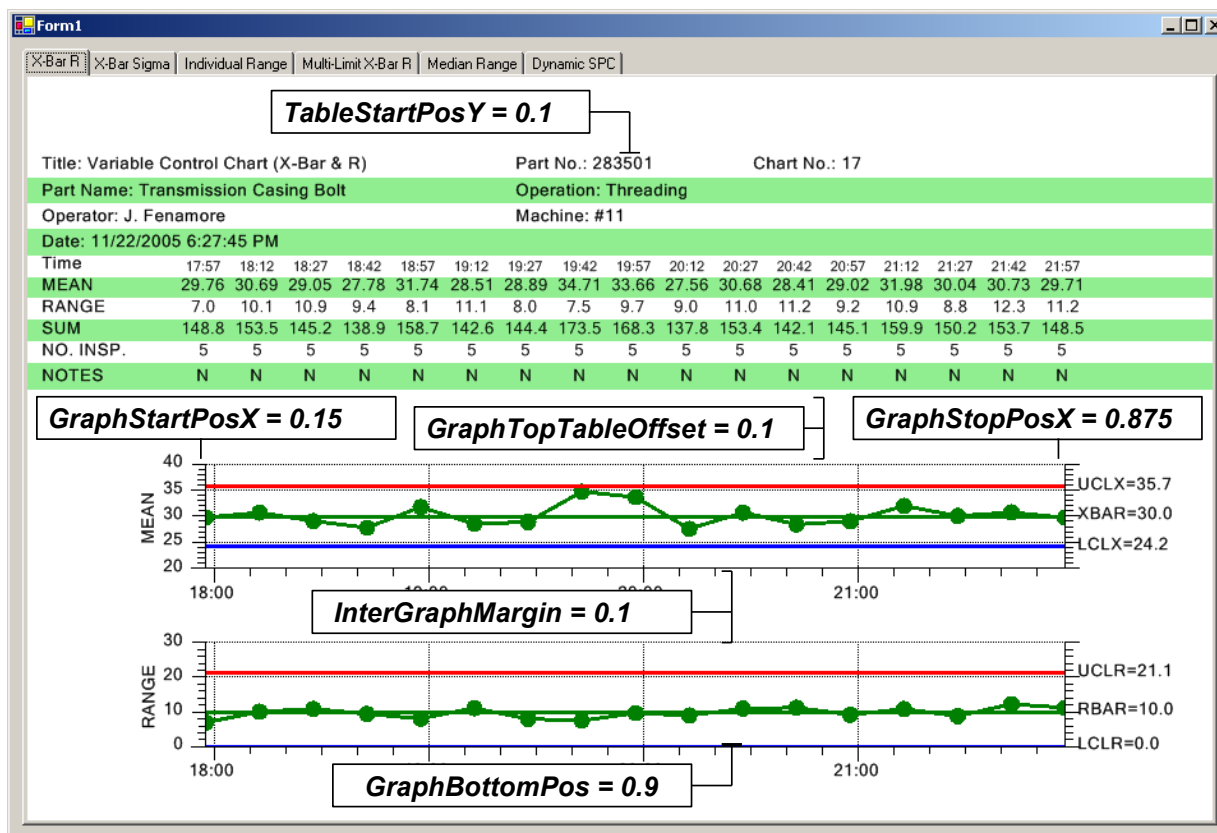 Form1
X-Bar R X-Bar Sigma Individual Range Multi-Limit X-Bar R Median Range Dynamic SPC
TableStartPosY = 0.1
Title: Variable Control Chart (X-Bar & R) Part No.: 283501 Chart No.: 17
Part Name: Transmission Casing Bolt Operation: Threading
Operator: J. Fenamore Machine: #11
Date: 11/22/2005 6:27:45 PM
Time 17:57 18:12 18:27 18:42 18:57 19:12 19:27 19:42 19:57 20:12 20:27 20:42 20:57 21:12 21:27 21:42 21:57
MEAN 29.76 30.69 29.05 27.78 31.74 28.51 28.89 34.71 33.66 27.56 30.68 28.41 29.02 31.98 30.04 30.73 29.71
RANGE 7.0 10.1 10.9 9.4 8.1 11.1 8.0 7.5 9.7 9.0 11.0 11.2 9.2 10.9 8.8 12.3 11.2
SUM 148.8 153.5 145.2 138.9 158.7 142.6 144.4 173.5 168.3 137.8 153.4 142.1 145.1 159.9 150.2 153.7 148.5
NO. INSP. 5 5 5 5 5 5 5 5 5 5 5 5 5 5 5 5 5
NOTES N N N N N N N N N N N N N N N N N
GraphStartPosX = 0.15
GraphTopTableOffset = 0.1
GraphStopPosX = 0.875
MEAN
40
35
30
25
20
UCLX=35.7
XBAR=30.0
LCLX=24.2
18:00 21:00
InterGraphMargin = 0.1
RANGE
30
20
10
0
UCLR=21.1
RBAR=10.0
LCLR=0.0
18:00 21:00
GraphBottomPos = 0.9